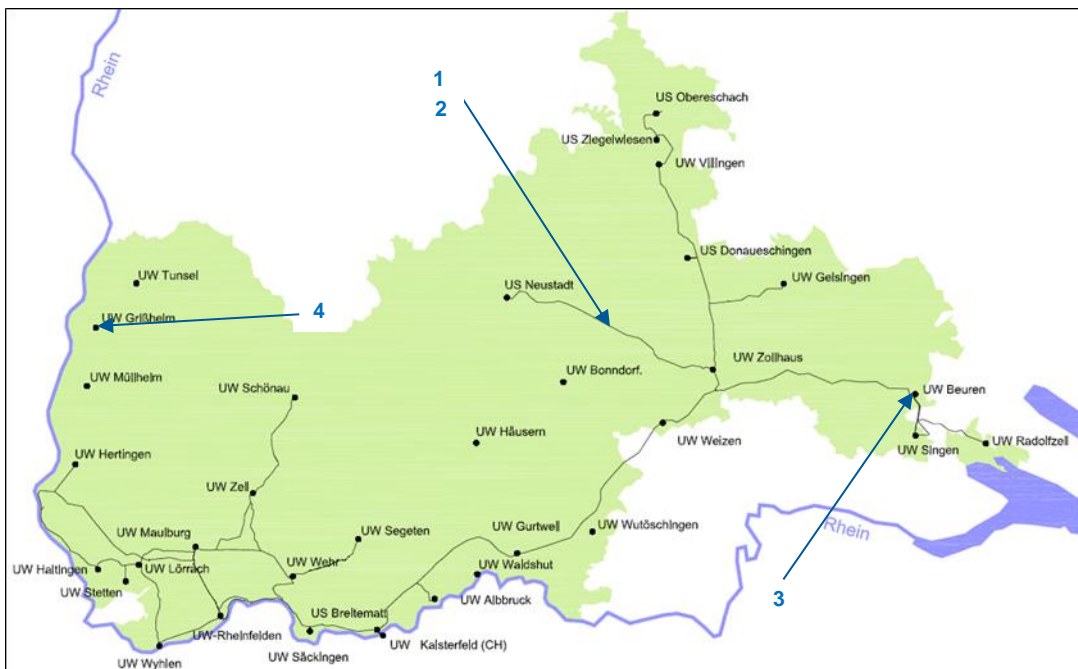 Rhein
1
2
US Obereschach
US Ziegelwiesen
UW Villingen
US Donaueschingen
UW Tunsel
UW Geisingen
US Neustadt
4
UW Grißheim
UW Zollhaus
UW Müllheim
UW Schönau
UW Bonndorf.
UW Beuren
UW Häusern
UW Weizen
UW Singen
UW Radolfzell
UW Hertingen
UW Zell
UW Maulburg
UW Segeten
UW Gurtweil
UW Wutöschingen
Rhein
UW Haltingen
UW Lörrach
UW Wehr
UW Waldshut
UW Stetten
UW Albbruck
3
US Breitematt
UW-Rheinfelden
UW Kaisterfeld (CH)
UW Säckingen
UW Wyhlen